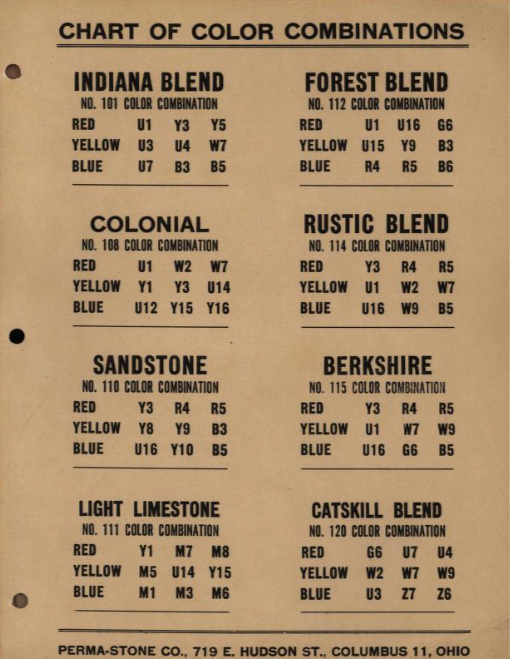 CHART OF COLOR COMBINATIONS
INDIANA BLEND
NO. 101 COLOR COMBINATION
RED U1 Y3 Y5
YELLOW U3 U4 W7
BLUE U7 B3 B5
COLONIAL
NO. 108 COLOR COMBINATION
RED U1 W2 W7
YELLOW Y1 Y3 U14
BLUE U12 Y15 Y16
SANDSTONE
NO. 110 COLOR COMBINATION
RED Y3 R4 R5
YELLOW Y8 Y9 B3
BLUE U16 Y10 B5
LIGHT LIMESTONE
NO. 111 COLOR COMBINATION
RED Y1 M7 M8
YELLOW M5 U14 Y15
BLUE M1 M3 M6
FOREST BLEND
NO. 112 COLOR COMBINATION
RED U1 U16 G6
YELLOW U15 Y9 B3
BLUE R4 R5 B6
RUSTIC BLEND
NO. 114 COLOR COMBINATION
RED Y3 R4 R5
YELLOW U1 W2 W7
BLUE U16 W9 B5
BERKSHIRE
NO. 115 COLOR COMBINATION
RED Y3 R4 R5
YELLOW U1 W7 W9
BLUE U16 G6 B5
CATSKILL BLEND
NO. 120 COLOR COMBINATION
RED G6 U7 U4
YELLOW W2 W7 W9
BLUE U3 Z7 Z6
PERMA-STONE CO., 719 E. HUDSON ST., COLUMBUS 11, OHIO